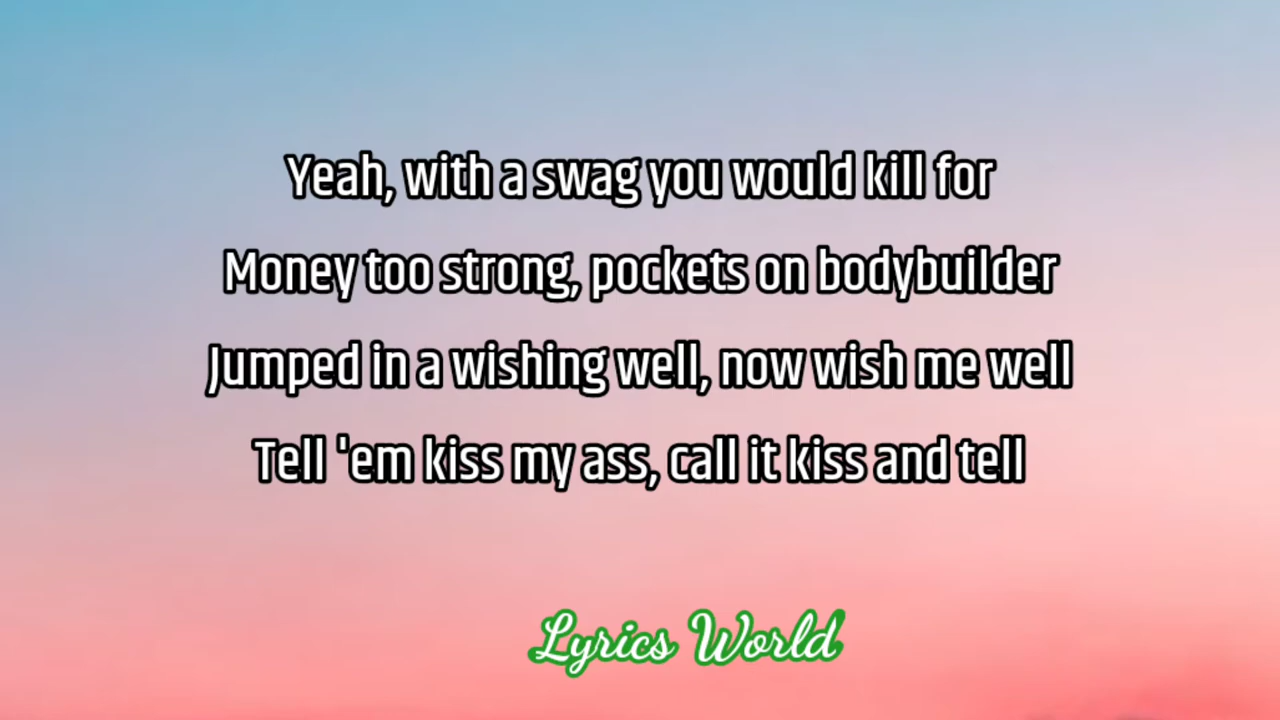 Yeah, with a swag you would kill for
Money too strong, pockets on bodybuilder
Jumped in a wishing well, now wish me well
Tell 'em kiss my ass, call it kiss and tell
Lyrics World